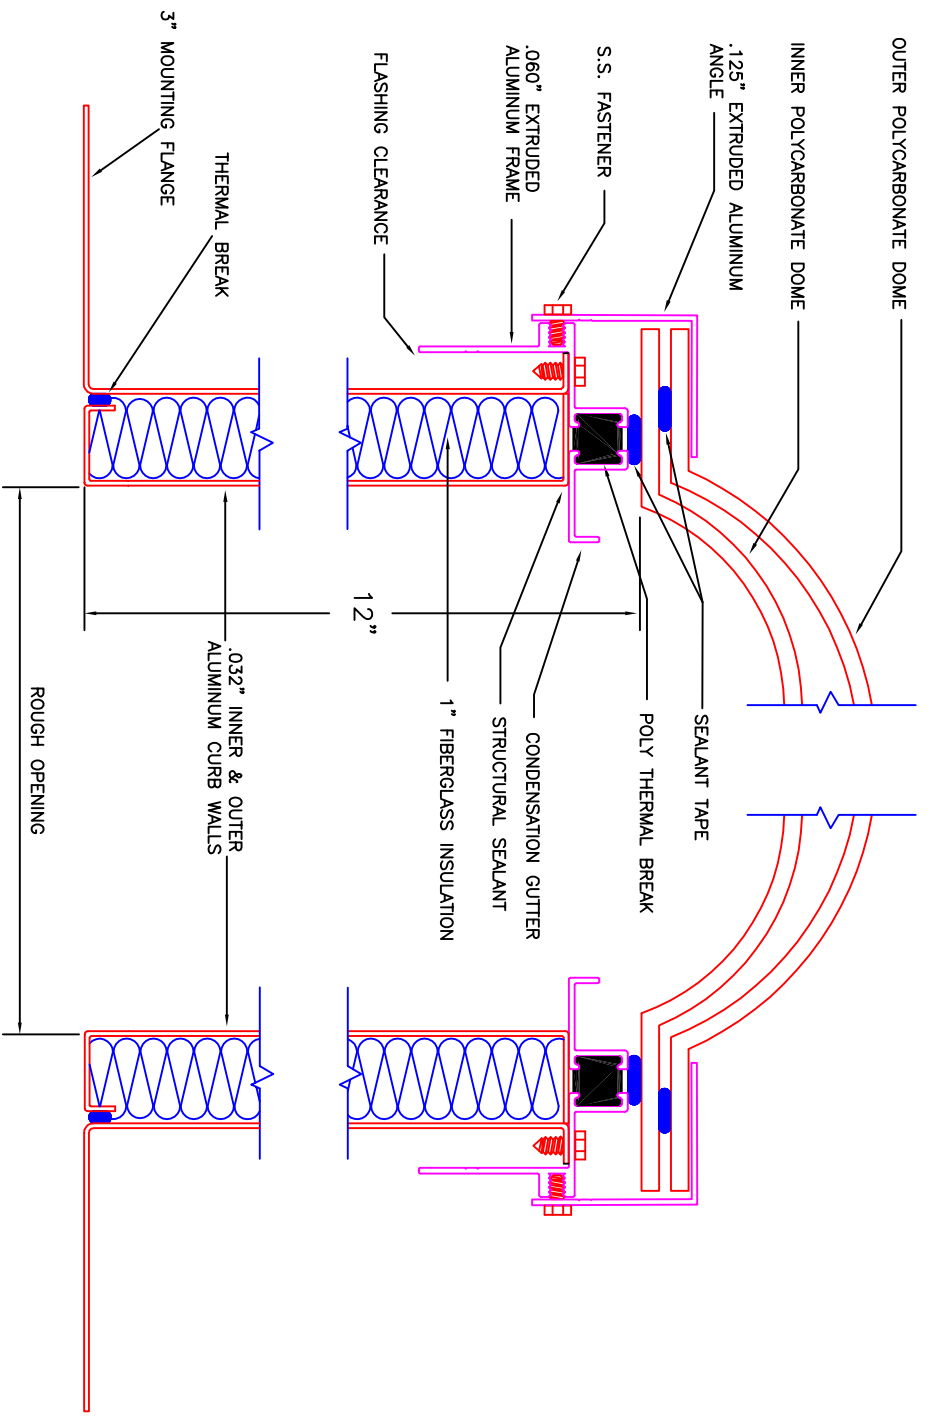 OUTER POLYCARBONATE DOME
INNER POLYCARBONATE DOME
.125" EXTRUDED ALUMINUM
ANGLE
S.S. FASTENER
.060" EXTRUDED
ALUMINUM FRAME
FLASHING CLEARANCE
THERMAL BREAK
3" MOUNTING FLANGE
SEALANT TAPE
POLY THERMAL BREAK
12"
CONDENSATION GUTTER
STRUCTURAL SEALANT
1" FIBERGLASS INSULATION
.032" INNER & OUTER
ALUMINUM CURB WALLS
ROUGH OPENING